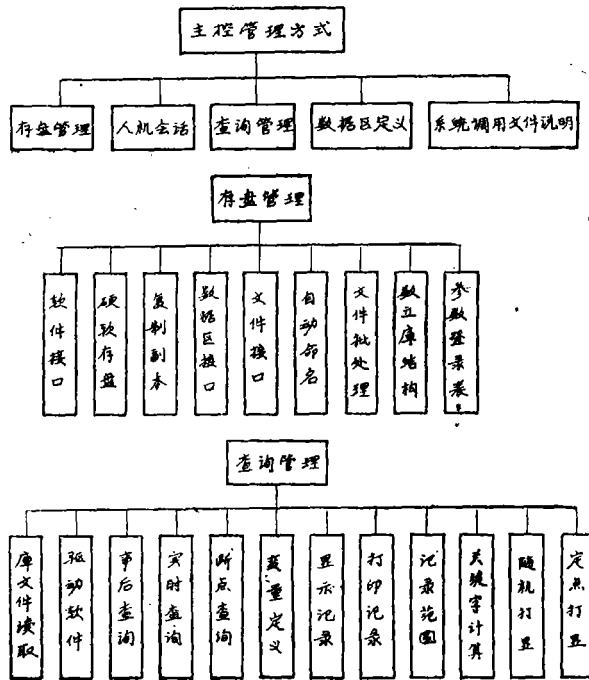 主控管理方式
存盘管理
人机会话
查询管理
数据区定义
系统调用文件说明
存盘管理
软件接口
硬软存盘
复制副本
数据区接口
文件接口
自动命名
文件批处理
数立库结构
参数登录表
查询管理
库文件读取
驱动软件
事后查询
实时查询
断点查询
变量定义
显示记录
打印记录
记录范围
关键字计算
随机打显
定点打显